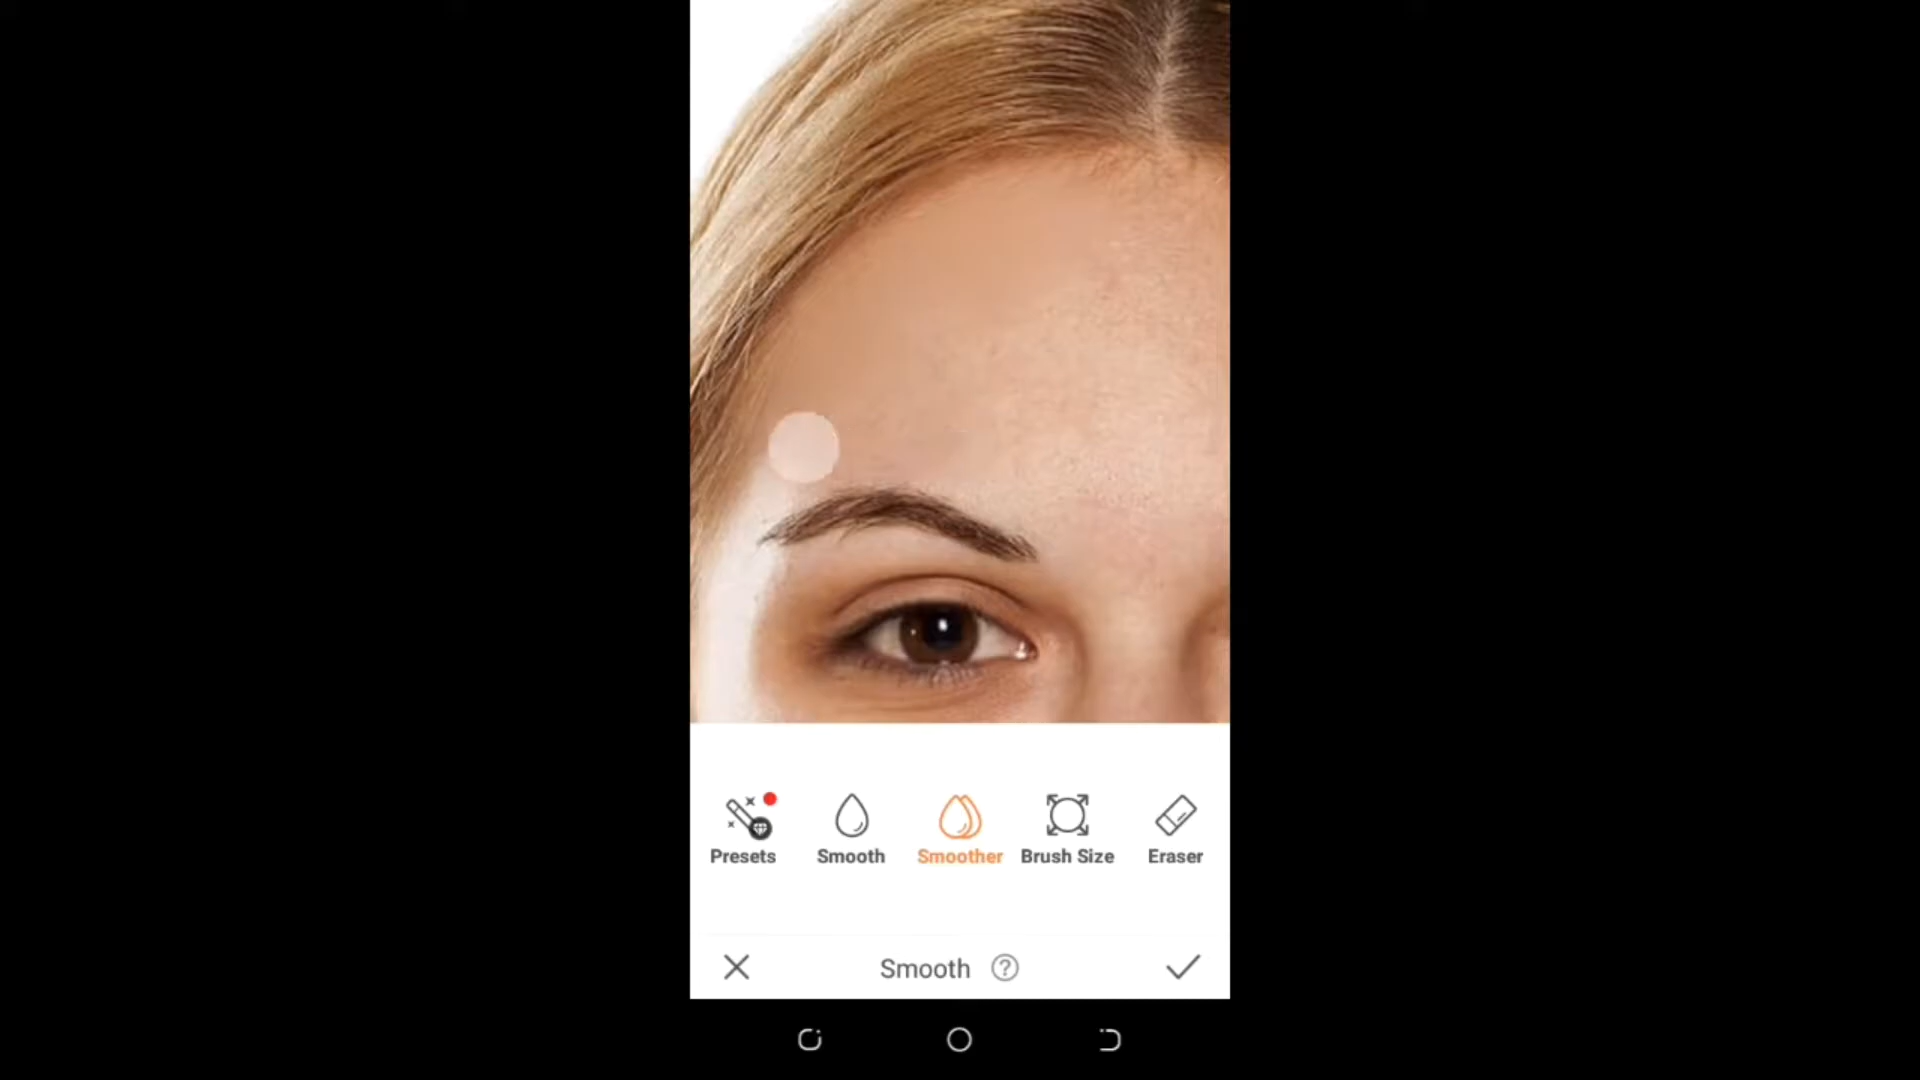 Presets
Smooth
Smoother
Brush Size
Eraser
Smooth ?